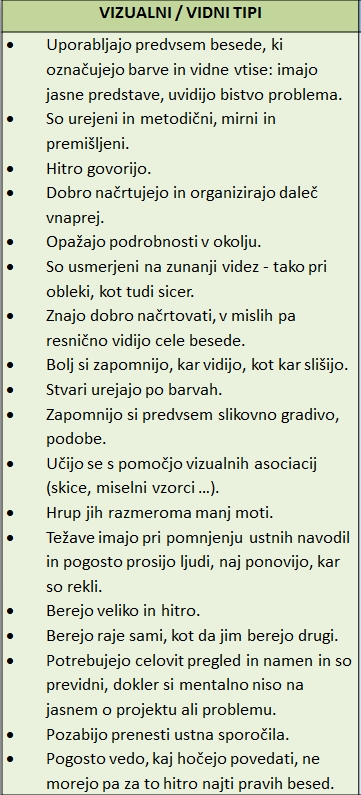 VIZUALNI / VIDNI TIPI
• Uporabljajo predvsem besede, ki
označujejo barve in vidne vtise: imajo
jasne predstave, uvidijo bistvo problema.
• So urejeni in metodični, mirni in
premišljeni.
• Hitro govorijo.
• Dobro načrtujejo in organizirajo daleč
vnaprej.
• Opažajo podrobnosti v okolju.
• So usmerjeni na zunanji videz - tako pri
obleki, kot tudi sicer.
• Znajo dobro načrtovati, v mislih pa
resnično vidijo cele besede.
• Bolj si zapomnijo, kar vidijo, kot kar slišijo.
• Stvari urejajo po barvah.
• Zapomnijo si predvsem slikovno gradivo,
podobe.
• Učijo se s pomočjo vizualnih asociacij
(skice, miselni vzorci ...).
• Hrup jih razmeroma manj moti.
• Težave imajo pri pomnjenju ustnih navodil
in pogosto prosijo ljudi, naj ponovijo, kar
so rekli.
• Berejo veliko in hitro.
• Berejo raje sami, kot da jim berejo drugi.
• Potrebujejo celovit pregled in namen in so
previdni, dokler si mentalno niso na
jasnem o projektu ali problemu.
• Pozabijo prenesti ustna sporočila.
• Pogosto vedo, kaj hočejo povedati, ne
morejo pa za to hitro najti pravih besed.